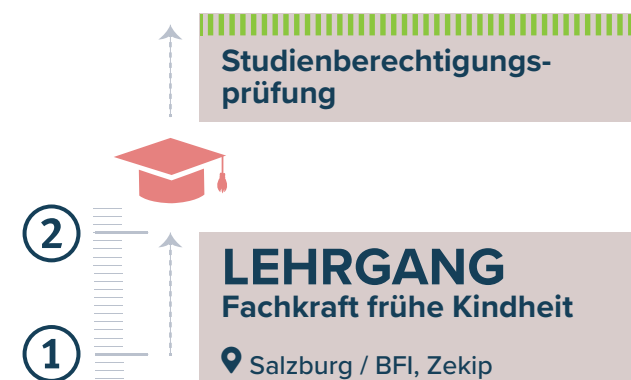 Studienberechtigungs-
prüfung
2
LEHRGANG
Fachkraft frühe Kindheit
1
Salzburg / BFI, Zekip